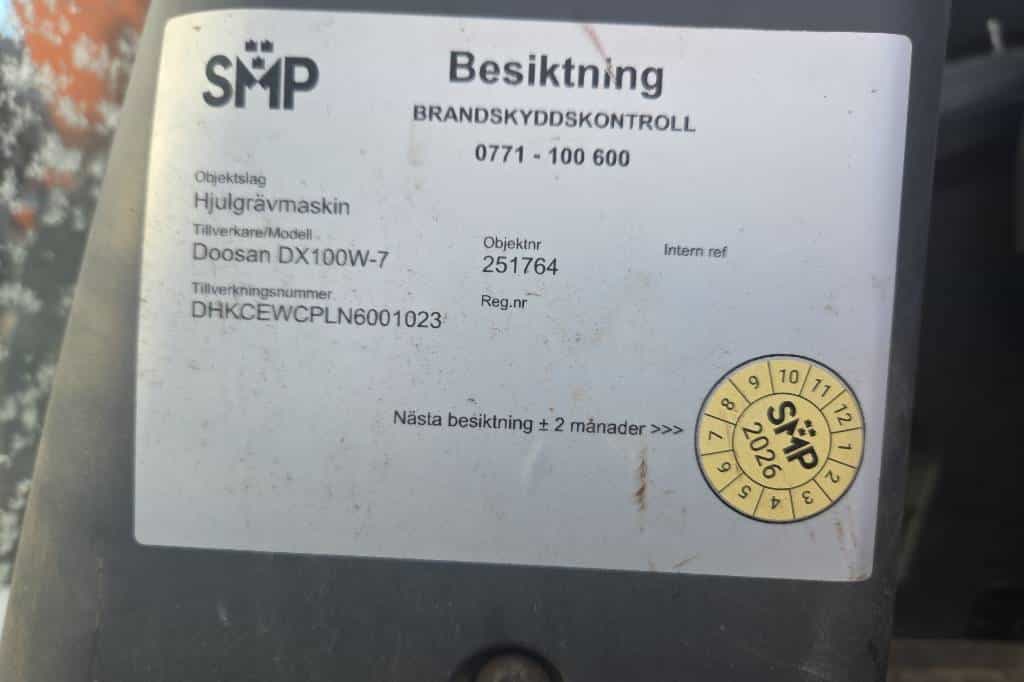 SMP
Besiktning
BRANDSKYDDSKONTROLL
0771 - 100 600
Objektslag
Hjulgrävmaskin
Tillverkare/Modell
Doosan DX100W-7
Objektnr
251764
Intern ref
Tillverkningsnummer
DHKCEWCPLN6001023
Reg.nr
Nästa besiktning ± 2 månader >>>
1 2 3 4 5 6 7 8 9 10 11 12
SMP
2026